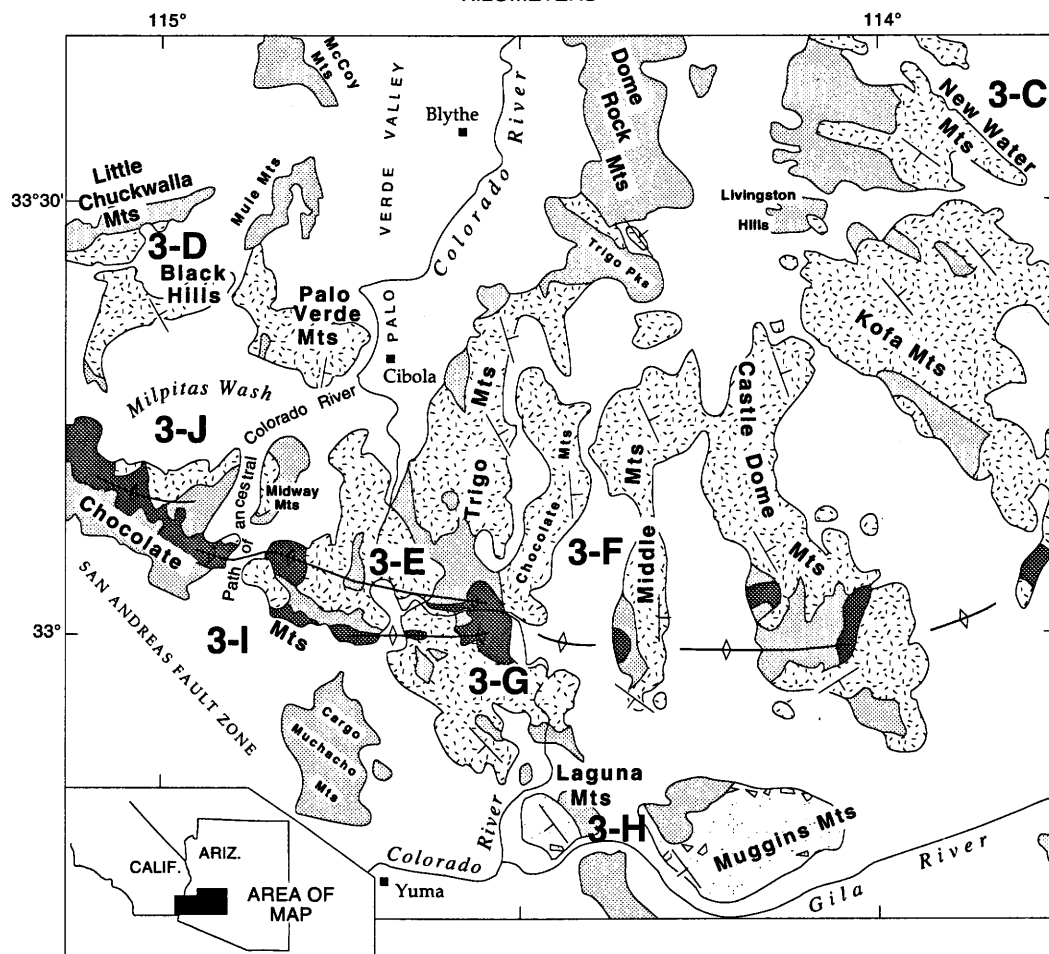 KILOMETERS
115°
114°
McCoy
Mts
VERDE VALLEY
Blythe
River
Dome
Rock
Mts
3-C
New Water
Mts
Little
Chuckwalla
Mts
33°30'
Mule Mts
Colorado
Livingston
Hills
3-D
Black
Hills
Trigo Pks
Palo
Verde
Mts
PALO
Cibola
Kofa Mts
Milpitas Wash
3-J
Path of ancestral Colorado River
Midway
Mts
Trigo Mts
Chocolate Mts
Middle Mts
Castle Dome Mts
Chocolate
Mts
3-E
3-F
33°
3-I
SAN ANDREAS FAULT ZONE
3-G
Cargo
Muchacho
Mts
Laguna
Mts
3-H
Muggins Mts
Colorado River
Gila River
Yuma
CALIF.
ARIZ.
AREA OF
MAP